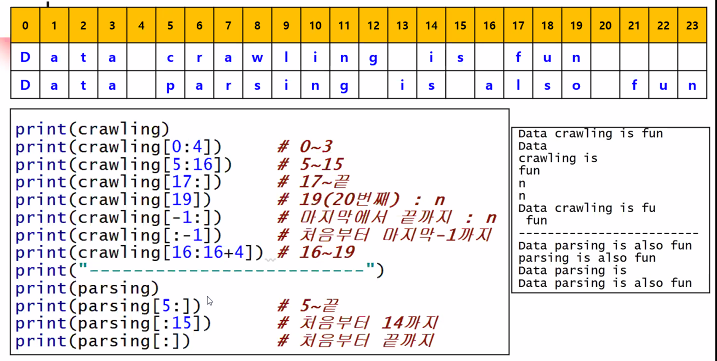 0 1 2 3 4 5 6 7 8 9 10 11 12 13 14 15 16 17 18 19 20 21 22 23
D a t a c r a w l i n g i s f u n
D a t a p a r s i n g i s a l s o f u n
print(crawling)
print(crawling[0:4]) # 0~3
print(crawling[5:16]) # 5~15
print(crawling[17:]) # 17~끝
print(crawling[19]) # 19(20번째) : n
print(crawling[-1:]) # 마지막에서 끝까지 : n
print(crawling[:-1]) # 처음부터 마지막-1까지
print(crawling[16:16+4]) # 16~19
print("--------------------------")
print(parsing)
print(parsing[5:]) # 5~끝
print(parsing[:15]) # 처음부터 14까지
print(parsing[:]) # 처음부터 끝까지
Data crawling is fun
Data
crawling is
fun
n
n
Data crawling is fu
 fun
--------------------------
Data parsing is also fun
parsing is also fun
Data parsing is
Data parsing is also fun